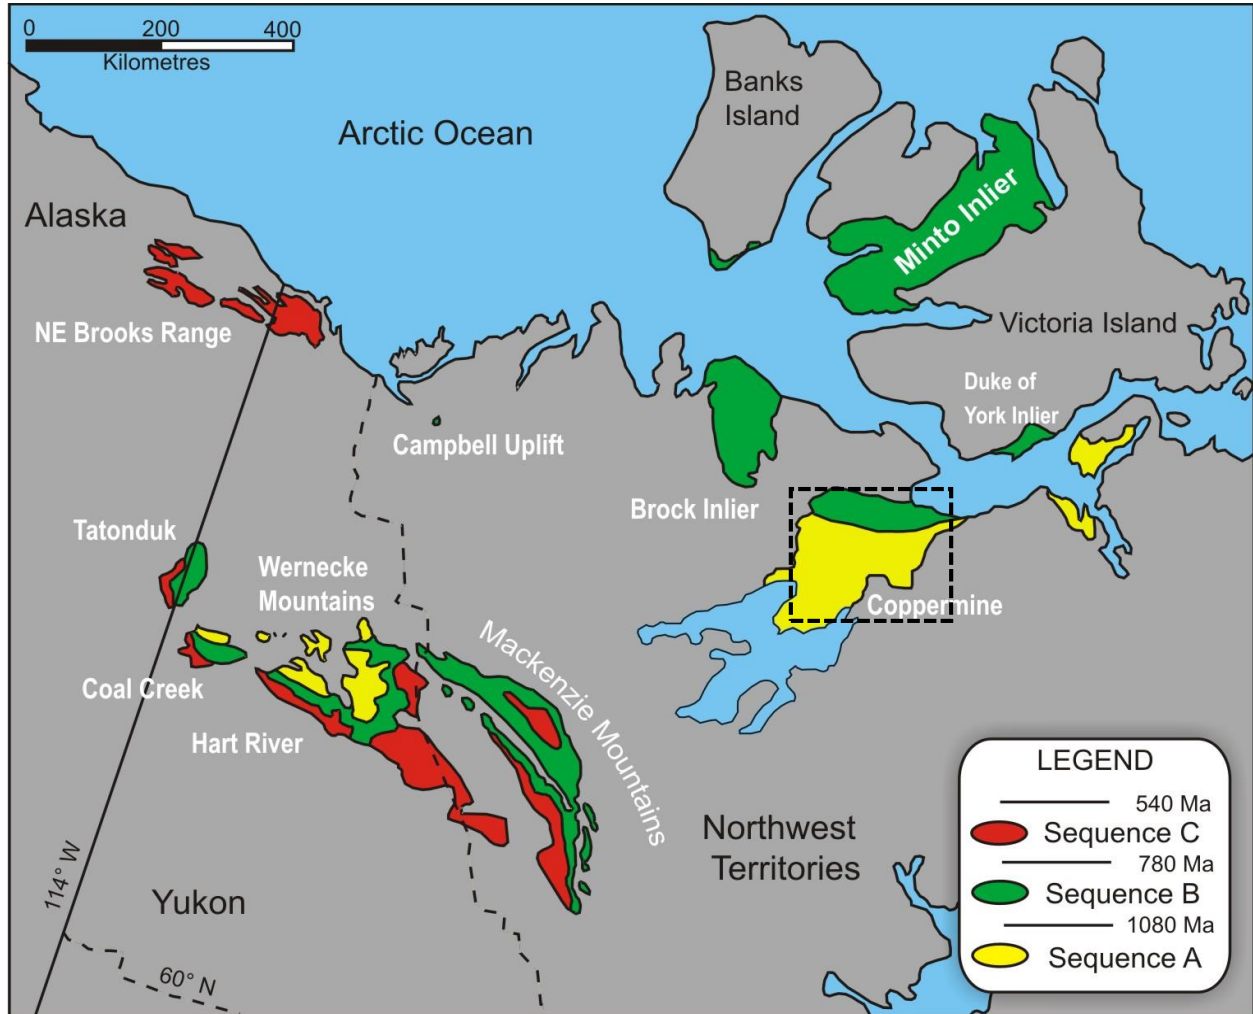 0 200 400
Kilometres
Arctic Ocean
Banks
Island
Alaska
Minto Inlier
NE Brooks Range
Victoria Island
Duke of
York Inlier
Campbell Uplift
Brock Inlier
Tatonduk
Wernecke
Mountains
Coppermine
Mackenzie Mountains
Coal Creek
Hart River
Northwest
Territories
114° W
Yukon
60° N
LEGEND
540 Ma
Sequence C
780 Ma
Sequence B
1080 Ma
Sequence A